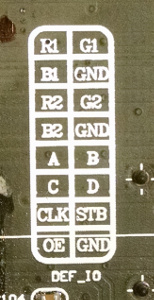 R1 G1
B1 GND
R2 G2
B2 GND
A B
C D
CLK STB
OE GND
DEF_IO